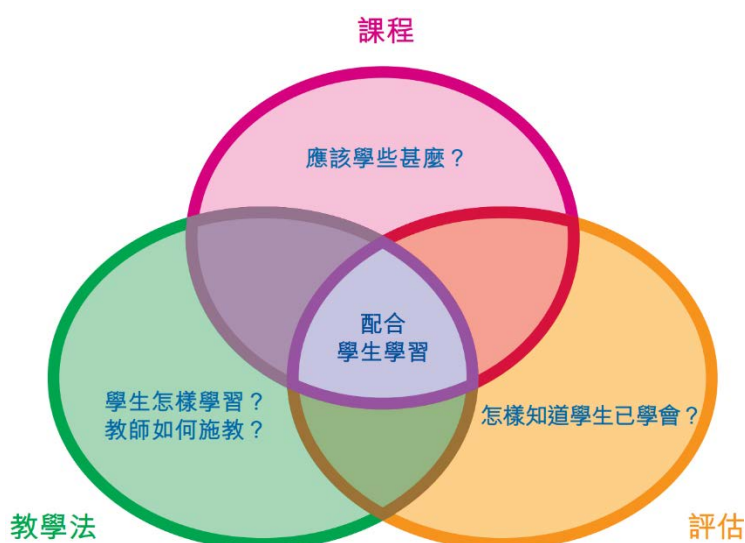 課程
應該學些甚麼？
配合
學生學習
學生怎樣學習？
教師如何施教？
怎樣知道學生已學會？
教學法
評估